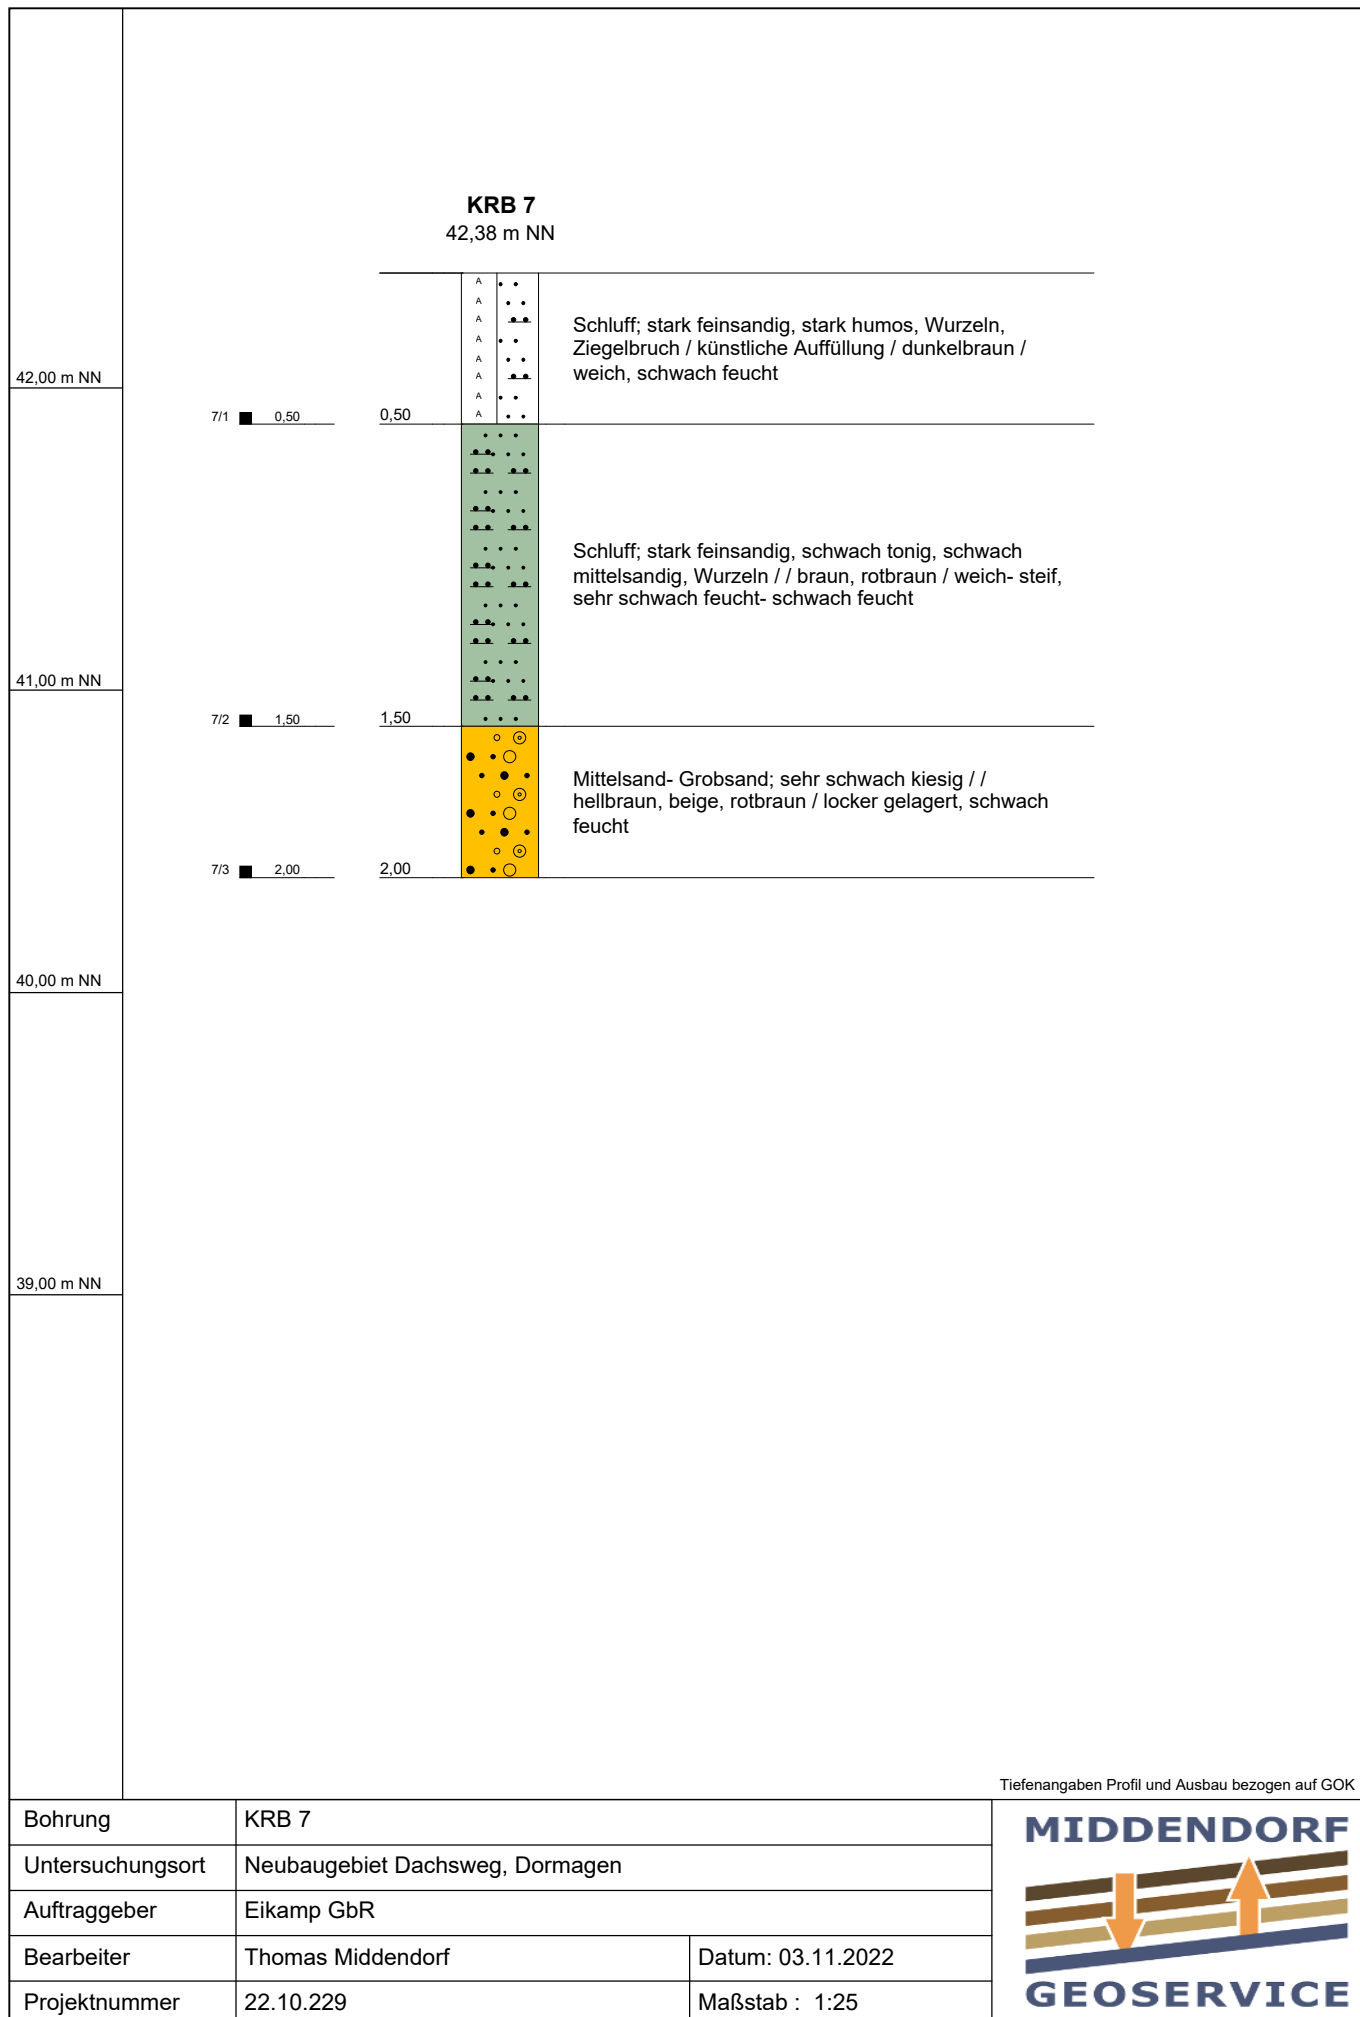 KRB 7
42,38 m NN
A
A
A
A
A
A
A
A
Schluff; stark feinsandig, stark humos, Wurzeln,
Ziegelbruch / künstliche Auffüllung / dunkelbraun /
weich, schwach feucht
42,00 m NN
7/1 0,50 0,50
Schluff; stark feinsandig, schwach tonig, schwach
mittelsandig, Wurzeln / / braun, rotbraun / weich- steif,
sehr schwach feucht- schwach feucht
41,00 m NN
7/2 1,50 1,50
Mittelsand- Grobsand; sehr schwach kiesig / /
hellbraun, beige, rotbraun / locker gelagert, schwach
feucht
7/3 2,00 2,00
40,00 m NN
39,00 m NN
Tiefenangaben Profil und Ausbau bezogen auf GOK
Bohrung KRB 7
Untersuchungsort Neubaugebiet Dachsweg, Dormagen
Auftraggeber Eikamp GbR
Bearbeiter Thomas Middendorf Datum: 03.11.2022
Projektnummer 22.10.229 Maßstab : 1:25
MIDDENDORF
GEOSERVICE